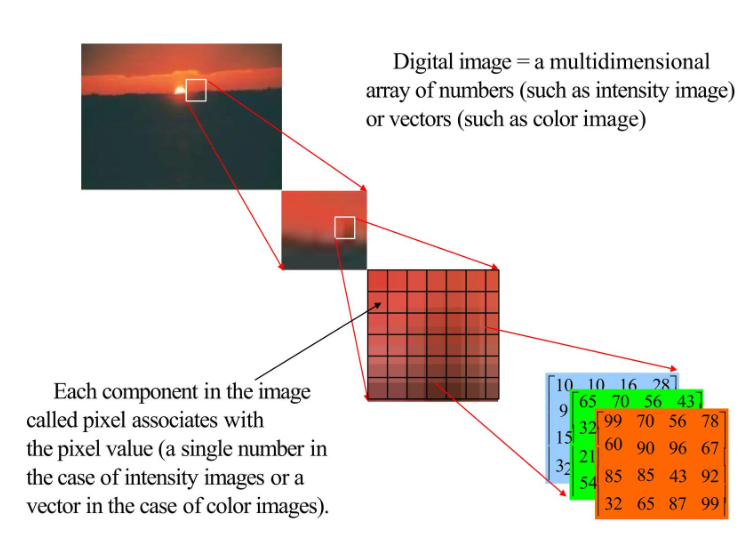 Digital image = a multidimensional
array of numbers (such as intensity image)
or vectors (such as color image)
Each component in the image
called pixel associates with
the pixel value (a single number in
the case of intensity images or a
vector in the case of color images).
10 10 16 28
9
15
32
65 70 56 43
32
21
54
99 70 56 78
60 90 96 67
85 85 43 92
32 65 87 99